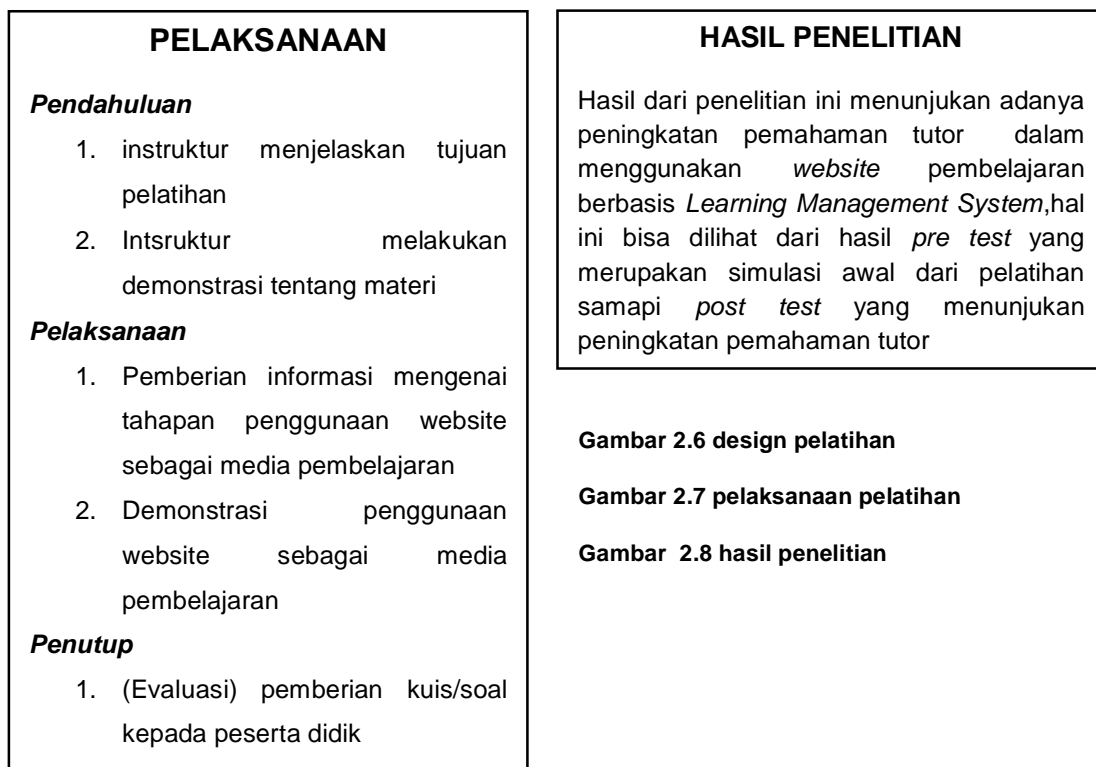 PELAKSANAAN
Pendahuluan
1. instruktur menjelaskan tujuan
pelatihan
2. Intsruktur melakukan
demonstrasi tentang materi
Pelaksanaan
1. Pemberian informasi mengenai
tahapan penggunaan website
sebagai media pembelajaran
2. Demonstrasi penggunaan
website sebagai media
pembelajaran
Penutup
1. (Evaluasi) pemberian kuis/soal
kepada peserta didik
HASIL PENELITIAN
Hasil dari penelitian ini menunjukan adanya
peningkatan pemahaman tutor dalam
menggunakan website pembelajaran
berbasis Learning Management System,hal
ini bisa dilihat dari hasil pre test yang
merupakan simulasi awal dari pelatihan
samapi post test yang menunjukan
peningkatan pemahaman tutor
Gambar 2.6 design pelatihan
Gambar 2.7 pelaksanaan pelatihan
Gambar 2.8 hasil penelitian